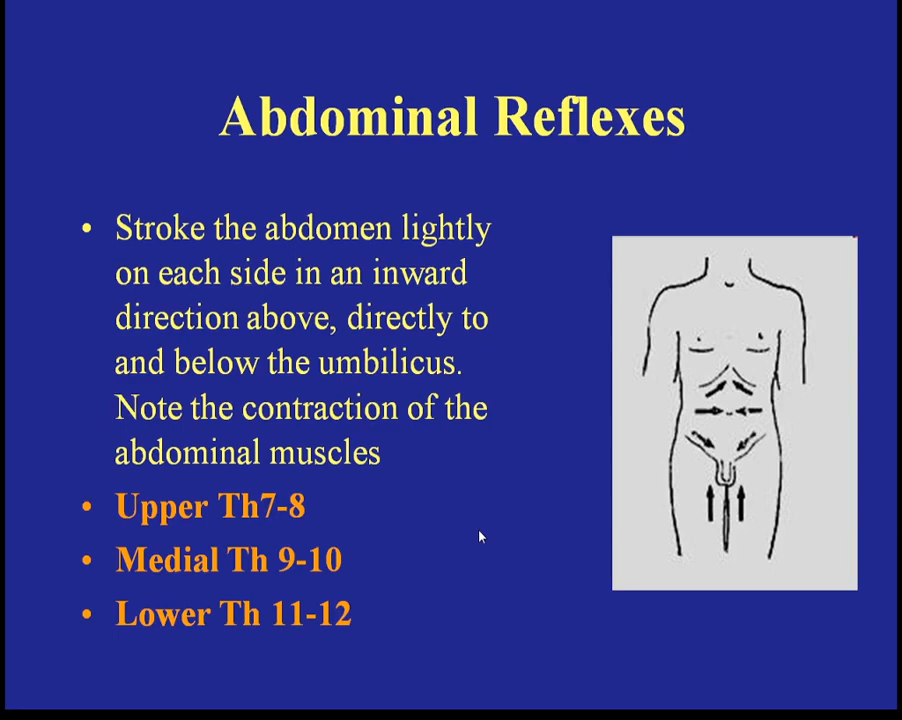 Abdominal Reflexes
• Stroke the abdomen lightly
on each side in an inward
direction above, directly to
and below the umbilicus.
Note the contraction of the
abdominal muscles
• Upper Th7-8
• Medial Th 9-10
• Lower Th 11-12